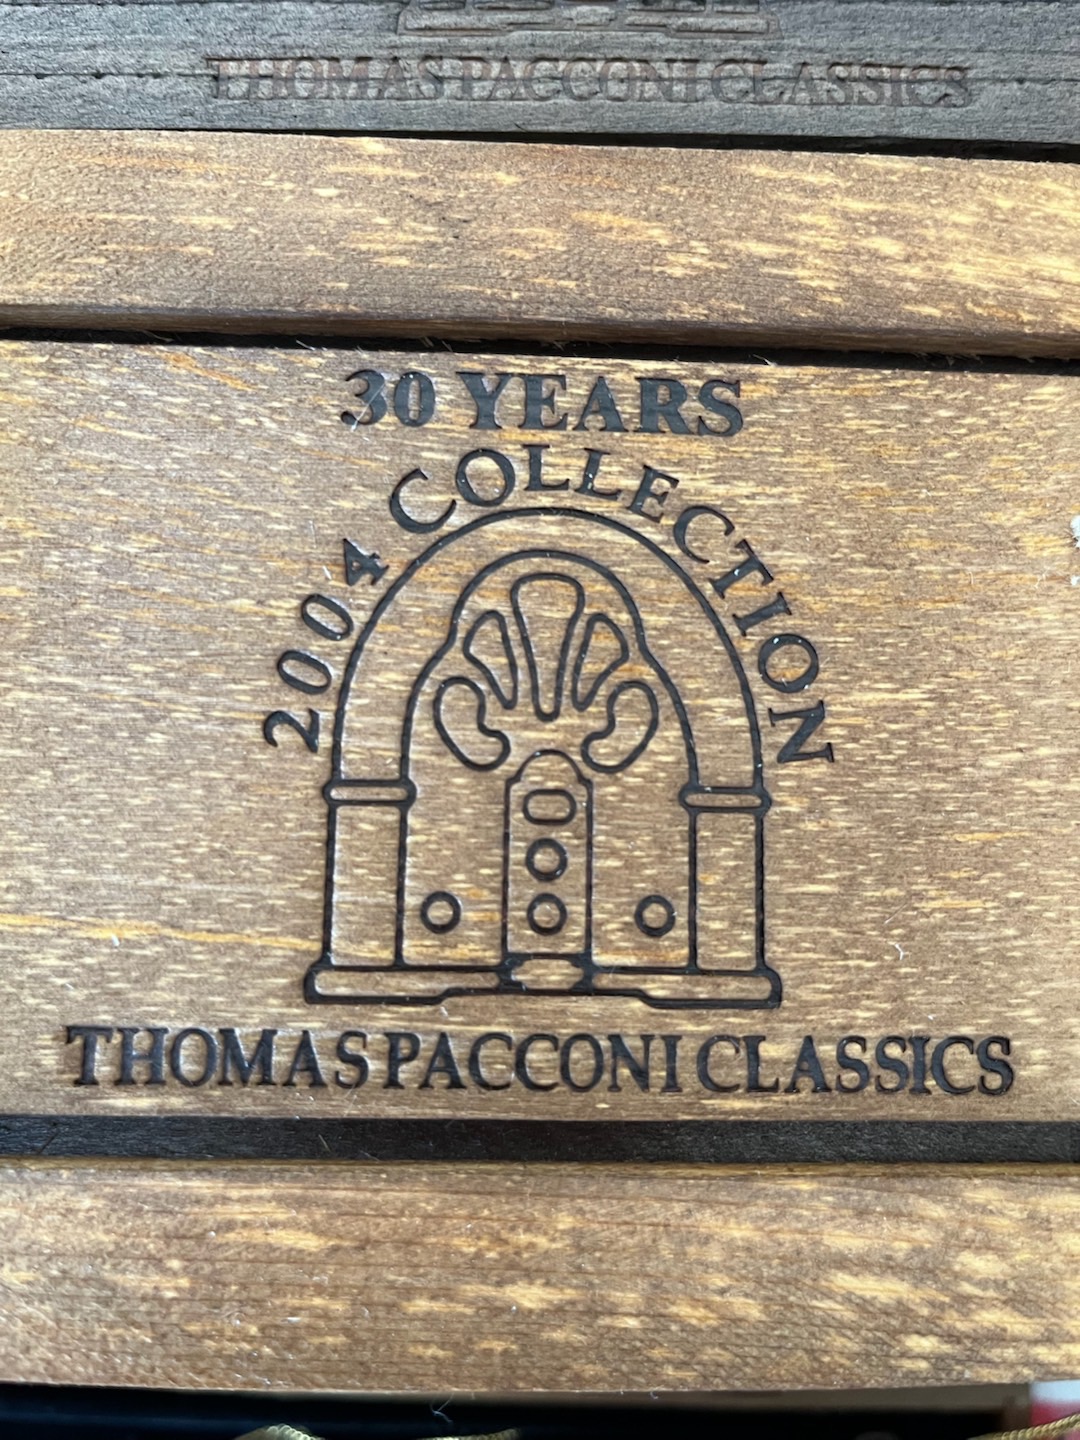 THOMAS PACCONI CLASSICS
30 YEARS
2004 COLLECTION
THOMAS PACCONI CLASSICS